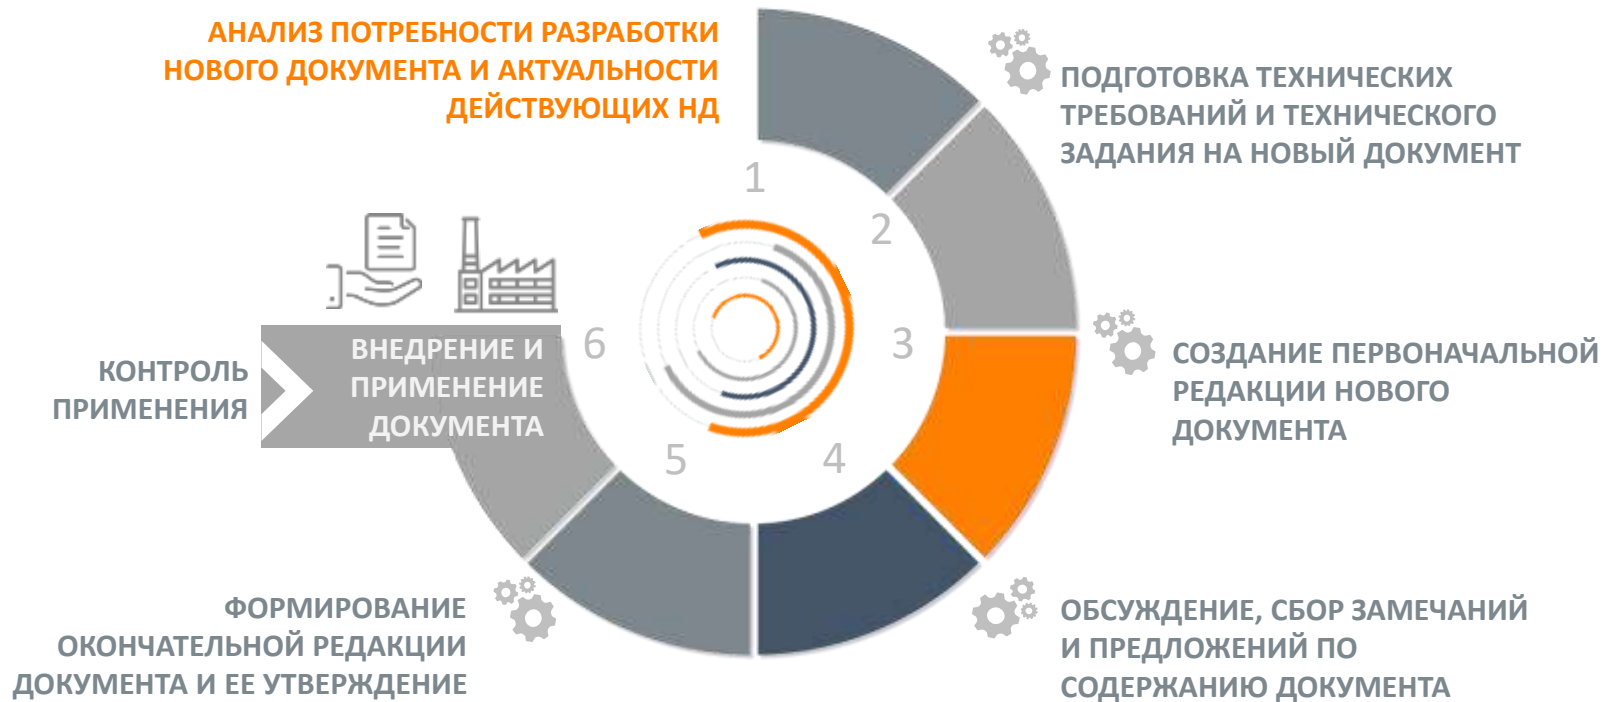 АНАЛИЗ ПОТРЕБНОСТИ РАЗРАБОТКИ
НОВОГО ДОКУМЕНТА И АКТУАЛЬНОСТИ
ДЕЙСТВУЮЩИХ НД
1
ПОДГОТОВКА ТЕХНИЧЕСКИХ
ТРЕБОВАНИЙ И ТЕХНИЧЕСКОГО
ЗАДАНИЯ НА НОВЫЙ ДОКУМЕНТ
2
СОЗДАНИЕ ПЕРВОНАЧАЛЬНОЙ
РЕДАКЦИИ НОВОГО
ДОКУМЕНТА
3
ОБСУЖДЕНИЕ, СБОР ЗАМЕЧАНИЙ
И ПРЕДЛОЖЕНИЙ ПО
СОДЕРЖАНИЮ ДОКУМЕНТА
4
ФОРМИРОВАНИЕ
ОКОНЧАТЕЛЬНОЙ РЕДАКЦИИ
ДОКУМЕНТА И ЕЕ УТВЕРЖДЕНИЕ
5
ВНЕДРЕНИЕ И
ПРИМЕНЕНИЕ
ДОКУМЕНТА
6
КОНТРОЛЬ
ПРИМЕНЕНИЯ